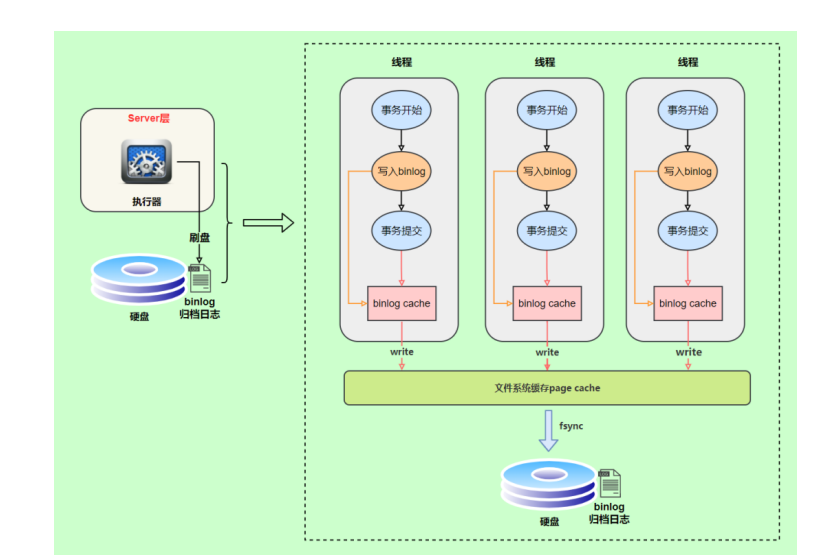 Server层
执行器
刷盘
binlog
归档日志
硬盘
线程
事务开始
写入binlog
事务提交
binlog cache
write
线程
事务开始
写入binlog
事务提交
binlog cache
write
线程
事务开始
写入binlog
事务提交
binlog cache
write
文件系统缓存page cache
fsync
binlog
归档日志
硬盘